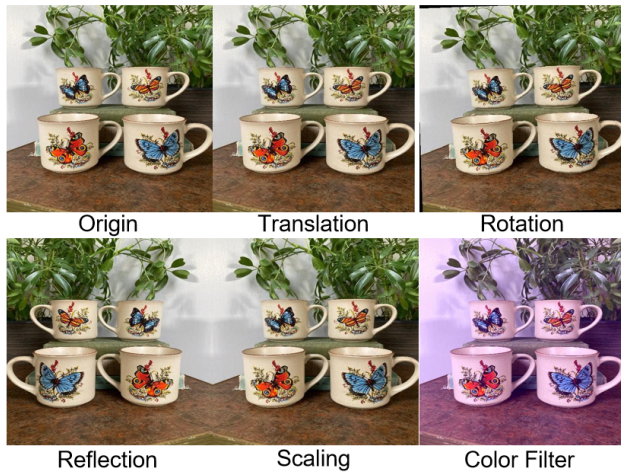 Origin
Translation
Rotation
Reflection
Scaling
Color Filter